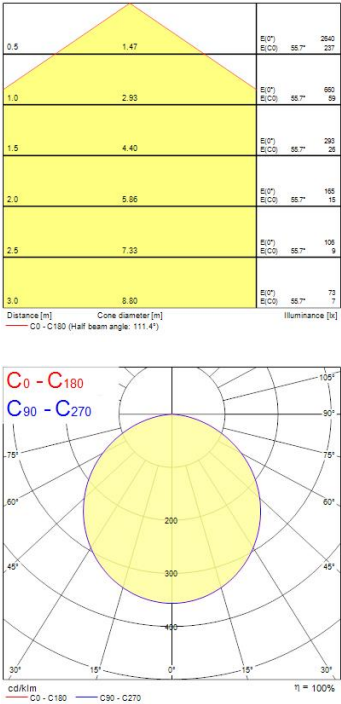 E(0°) 2640
0.5 1.47 E(C0) 55.7° 237
E(0°) 660
1.0 2.93 E(C0) 55.7° 59
E(0°) 293
1.5 4.40 E(C0) 55.7° 26
E(0°) 165
2.0 5.86 E(C0) 55.7° 15
E(0°) 106
2.5 7.33 E(C0) 55.7° 9
E(0°) 73
3.0 8.80 E(C0) 55.7° 7
Distance [m] Cone diameter [m] Illuminance [lx]
C0 - C180 (Half beam angle: 111.4°)
C0 - C180
C90 - C270
105°
90°
75° 75°
60° 60°
200
45° 45°
300
400
30° 15° 0° 15° 30°
cd/klm η = 100%
C0 - C180 C90 - C270